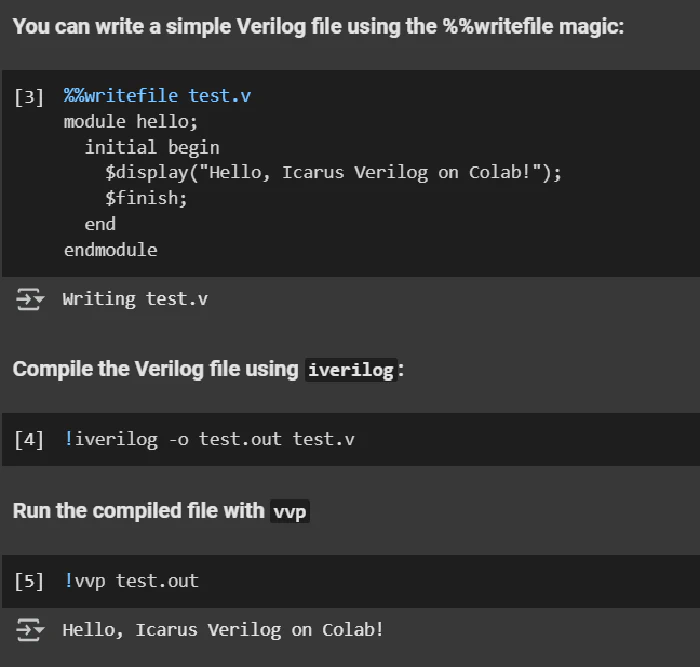 You can write a simple Verilog file using the %%writefile magic:
[3] %%writefile test.v
module hello;
  initial begin
    $display("Hello, Icarus Verilog on Colab!");
    $finish;
  end
endmodule
Writing test.v
Compile the Verilog file using iverilog:
[4] !iverilog -o test.out test.v
Run the compiled file with vvp
[5] !vvp test.out
Hello, Icarus Verilog on Colab!